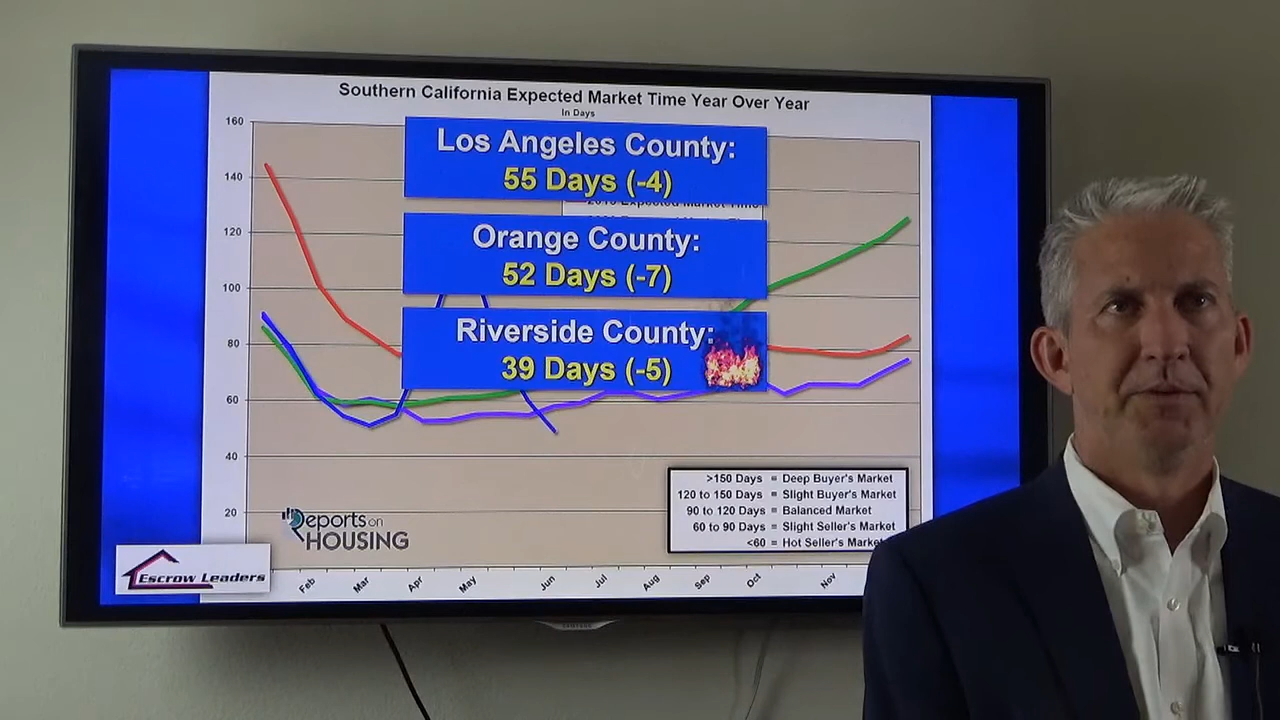 Southern California Expected Market Time Year Over Year
In Days
160
140
120
100
80
60
40
20
Los Angeles County:
55 Days (-4)
Expected Market Time
Orange County:
52 Days (-7)
Riverside County:
39 Days (-5)
>150 Days = Deep Buyer's Market
120 to 150 Days = Slight Buyer's Market
90 to 120 Days = Balanced Market
60 to 90 Days = Slight Seller's Market
<60 = Hot Seller's Market
Reports on
HOUSING
Escrow Leaders
Feb Mar Apr May Jun Jul Aug Sep Oct Nov
SAMSUNG